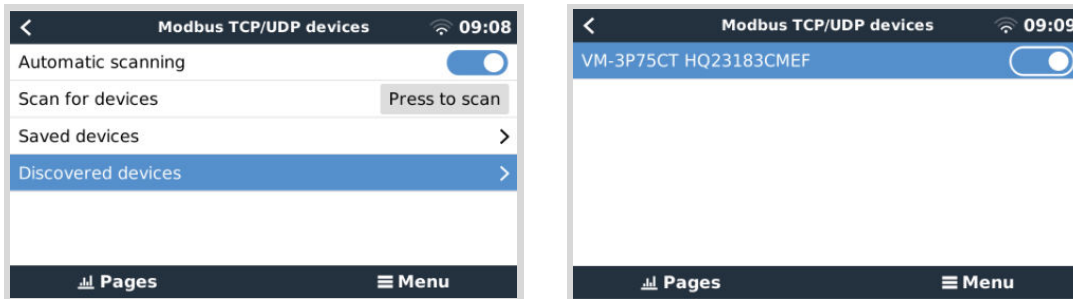 Modbus TCP/UDP devices 09:08
Automatic scanning
Scan for devices Press to scan
Saved devices
Discovered devices
Pages Menu
Modbus TCP/UDP devices 09:09
VM-3P75CT HQ23183CMEF
Pages Menu